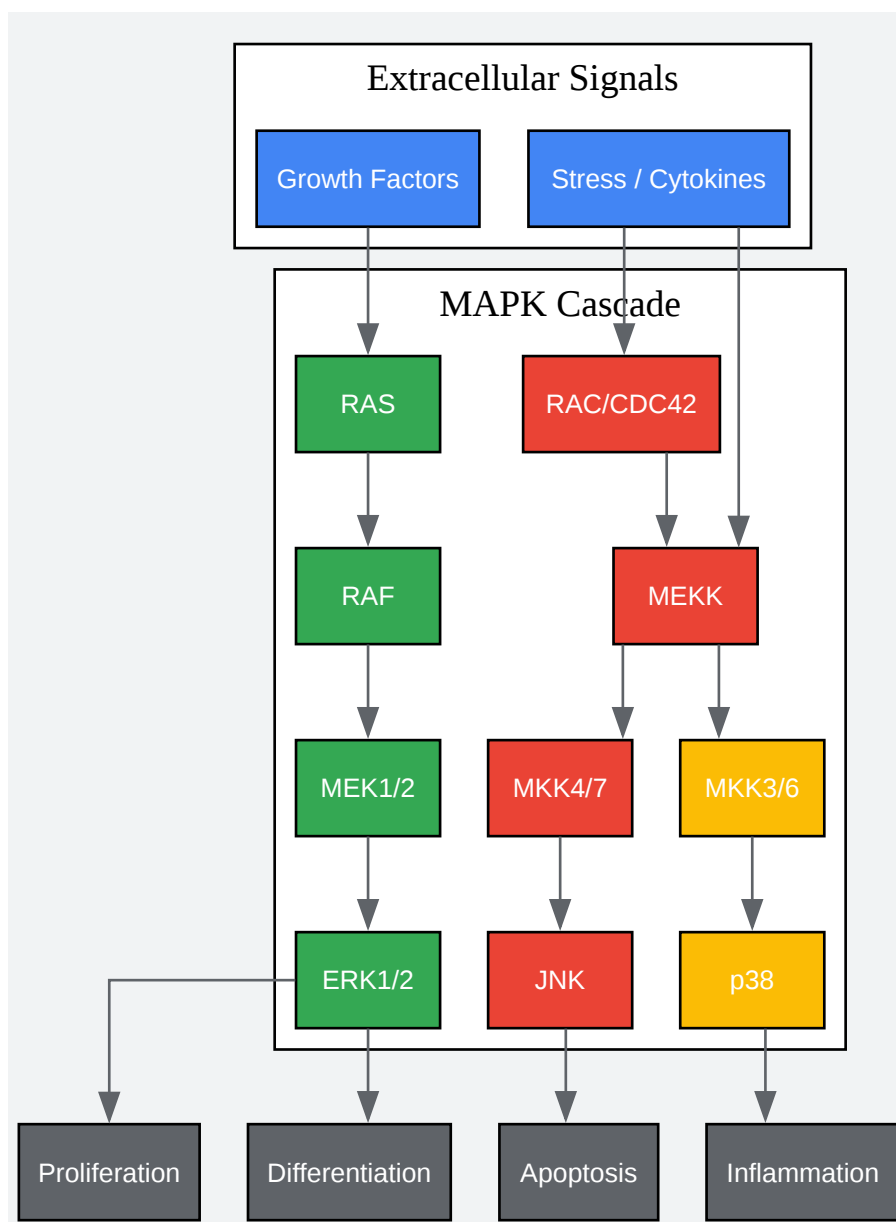 Extracellular Signals
Growth Factors
Stress / Cytokines
MAPK Cascade
RAS
RAC/CDC42
RAF
MEKK
MEK1/2
MKK4/7
MKK3/6
ERK1/2
JNK
p38
Proliferation
Differentiation
Apoptosis
Inflammation